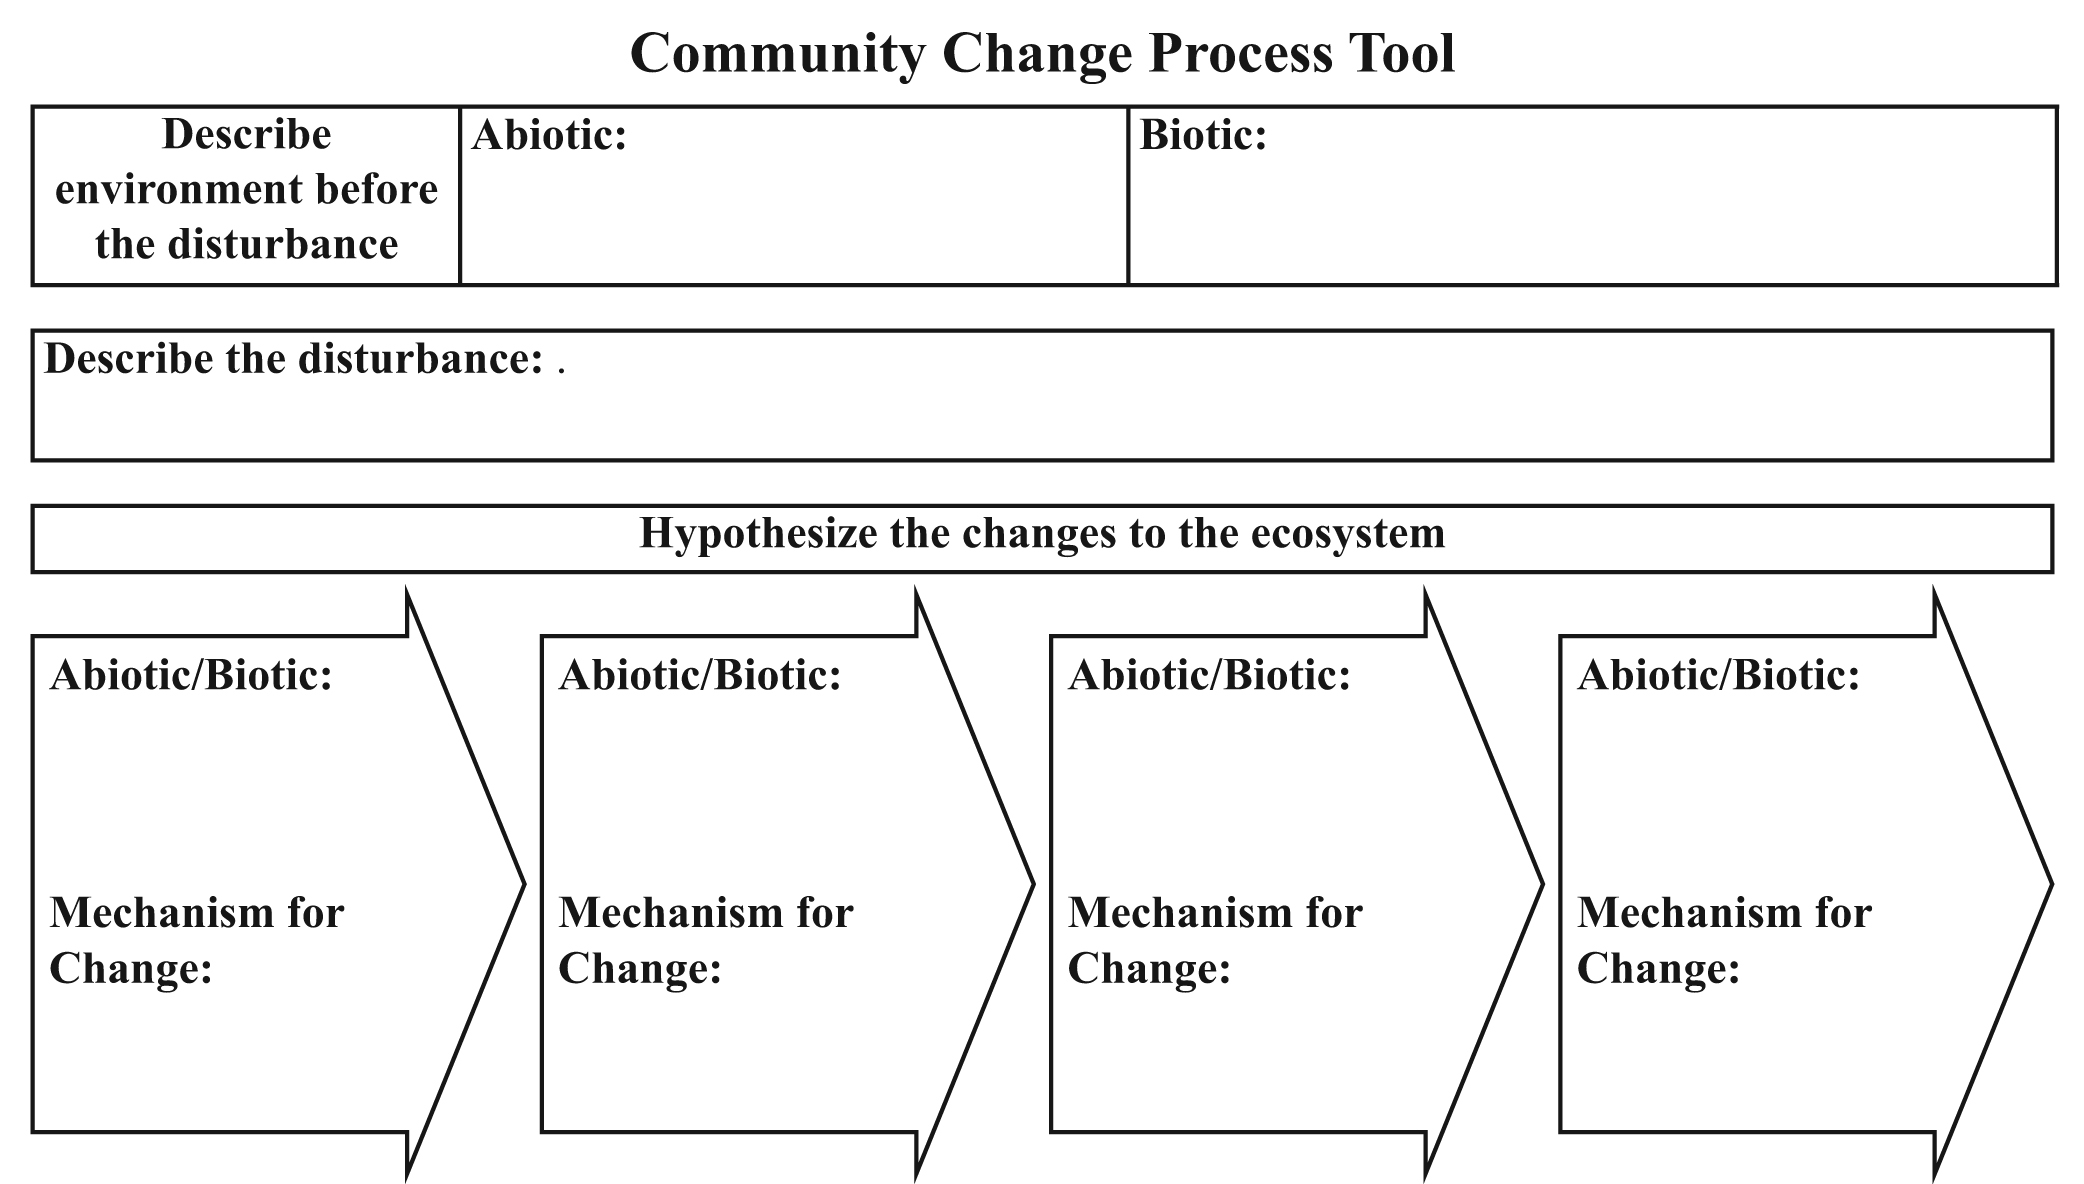 Community Change Process Tool
Describe
environment before
the disturbance
Abiotic:
Biotic:
Describe the disturbance: .
Hypothesize the changes to the ecosystem
Abiotic/Biotic:
Mechanism for
Change:
Abiotic/Biotic:
Mechanism for
Change:
Abiotic/Biotic:
Mechanism for
Change:
Abiotic/Biotic:
Mechanism for
Change: